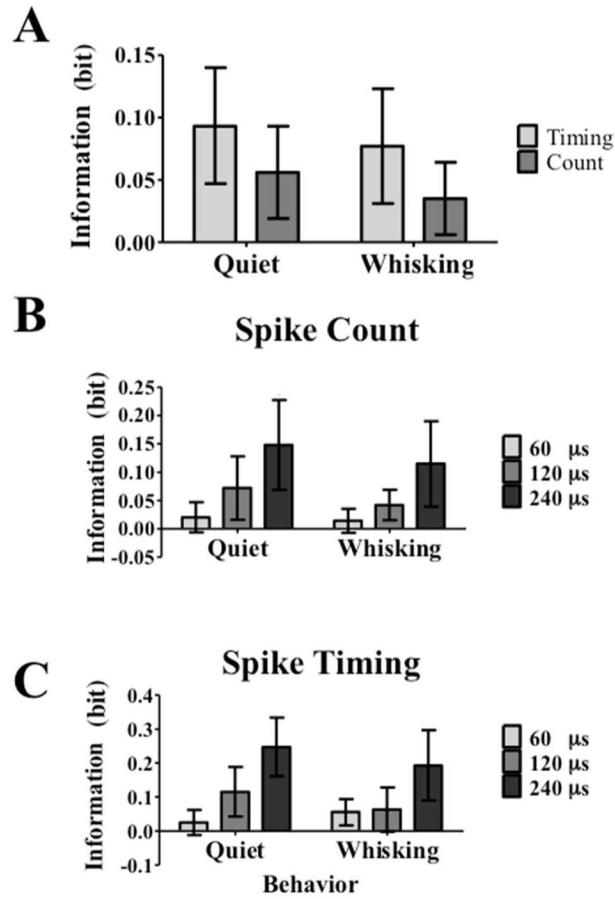 A
Information (bit)
0.15
0.10
0.05
0.00
Quiet
Whisking
Timing
Count
B
Spike Count
Information (bit)
0.25
0.20
0.15
0.10
0.05
0.00
-0.05
Quiet
Whisking
60 μs
120 μs
240 μs
C
Spike Timing
Information (bit)
0.4
0.3
0.2
0.1
0.0
-0.1
Quiet
Whisking
Behavior
60 μs
120 μs
240 μs